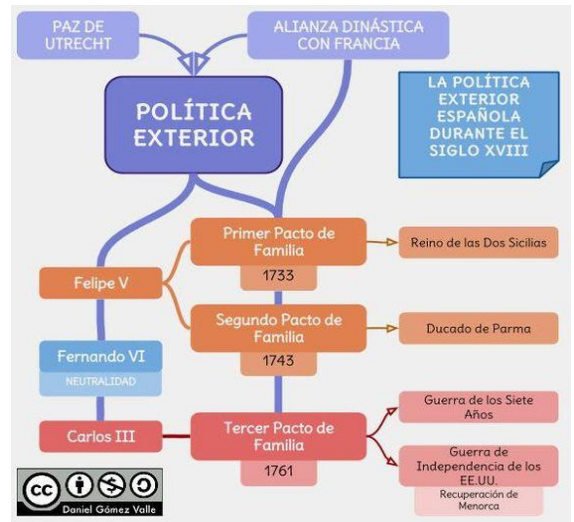 PAZ DE
UTRECHT
ALIANZA DINÁSTICA
CON FRANCIA
POLÍTICA
EXTERIOR
LA POLÍTICA
EXTERIOR
ESPAÑOLA
DURANTE EL
SIGLO XVIII
Primer Pacto de
Familia
1733
Reino de las Dos Sicilias
Felipe V
Segundo Pacto de
Familia
1743
Ducado de Parma
Fernando VI
NEUTRALIDAD
Carlos III
Tercer Pacto de
Familia
1761
Guerra de los Siete
Años
Guerra de
Independencia de los
EE.UU.
Recuperación de
Menorca
cc
Daniel Gómez Valle